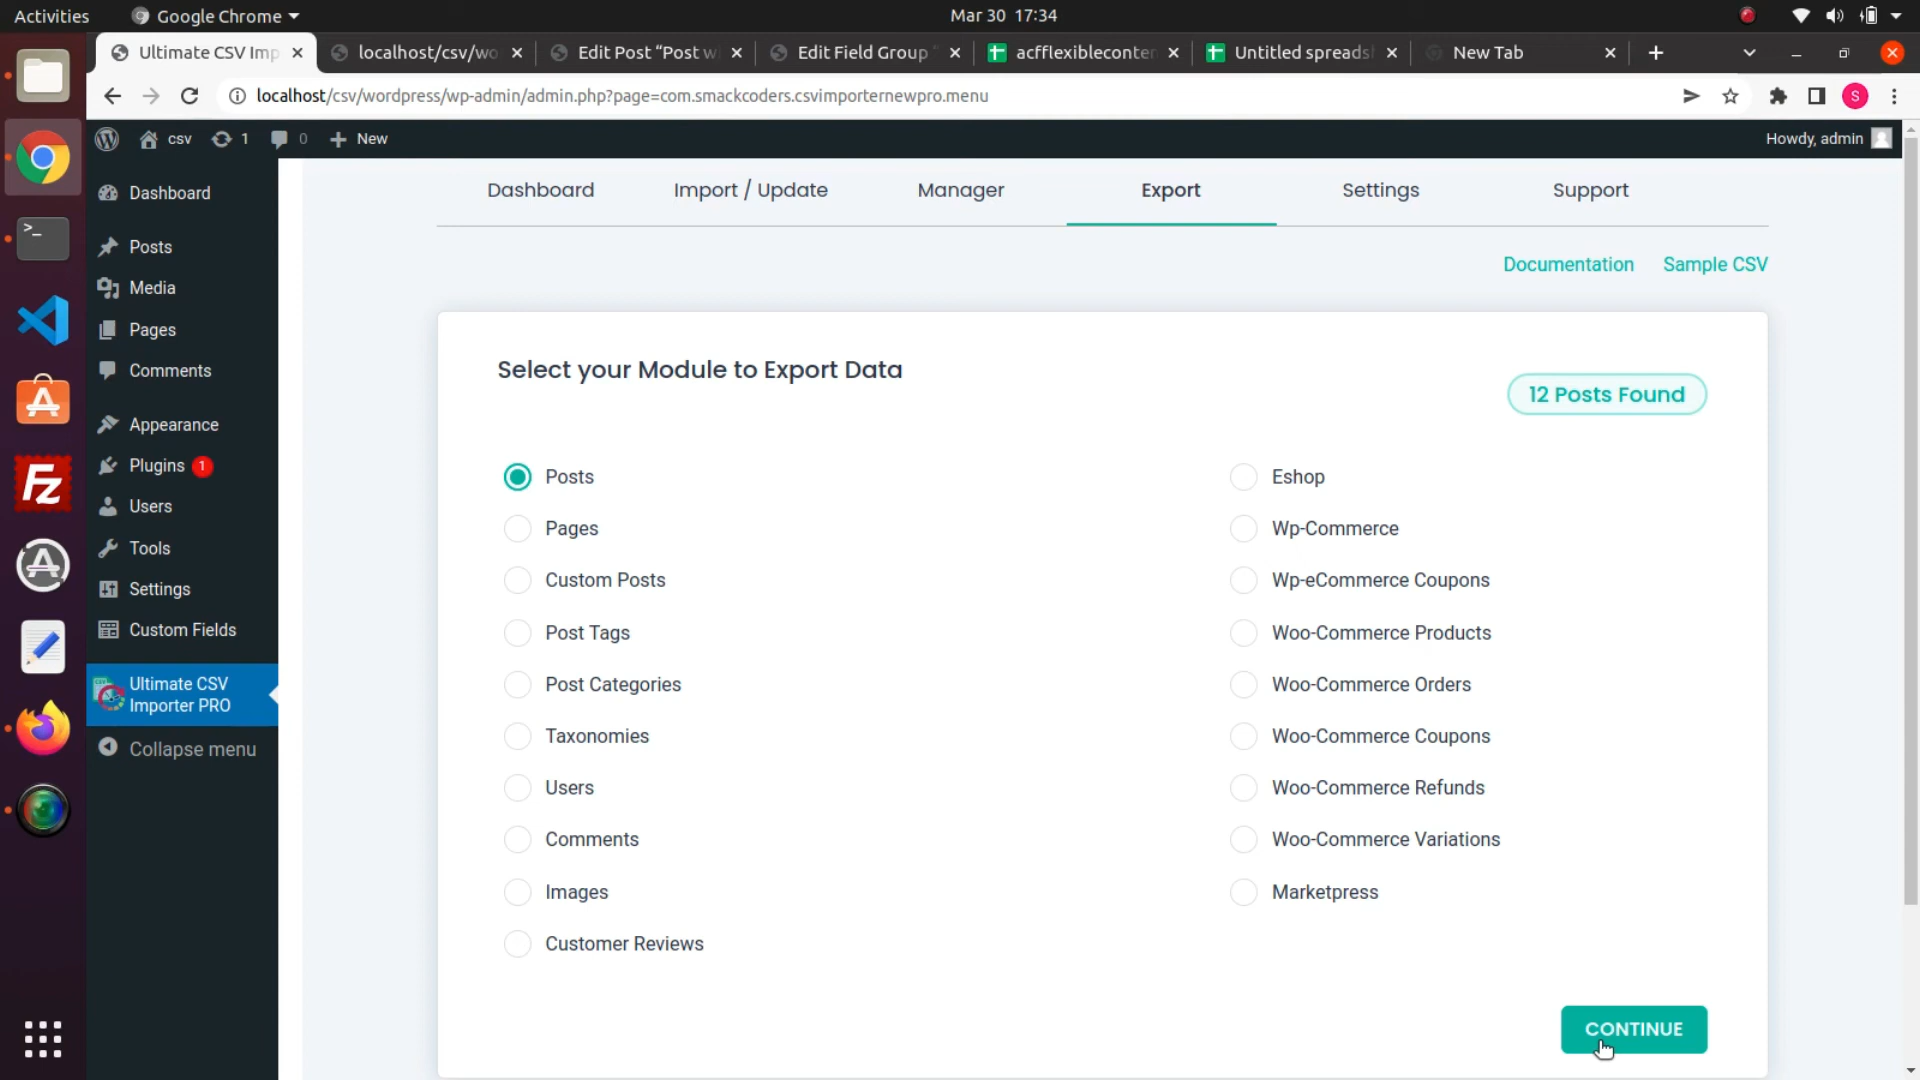 Activities
Google Chrome
Mar 30 17:34
Ultimate CSV Imp
localhost/csv/wo
Edit Post “Post w
Edit Field Group “
acfflexibleconten
Untitled spreadsh
New Tab
localhost/csv/wordpress/wp-admin/admin.php?page=com.smackcoders.csvimporternewpro.menu
S
csv
1
0
New
Howdy, admin
Dashboard
Posts
Media
Pages
Comments
Appearance
Plugins 1
Users
Tools
Settings
Custom Fields
Ultimate CSV
Importer PRO
Collapse menu
Dashboard
Import / Update
Manager
Export
Settings
Support
Documentation
Sample CSV
Select your Module to Export Data
12 Posts Found
Posts
Pages
Custom Posts
Post Tags
Post Categories
Taxonomies
Users
Comments
Images
Customer Reviews
Eshop
Wp-Commerce
Wp-eCommerce Coupons
Woo-Commerce Products
Woo-Commerce Orders
Woo-Commerce Coupons
Woo-Commerce Refunds
Woo-Commerce Variations
Marketpress
CONTINUE